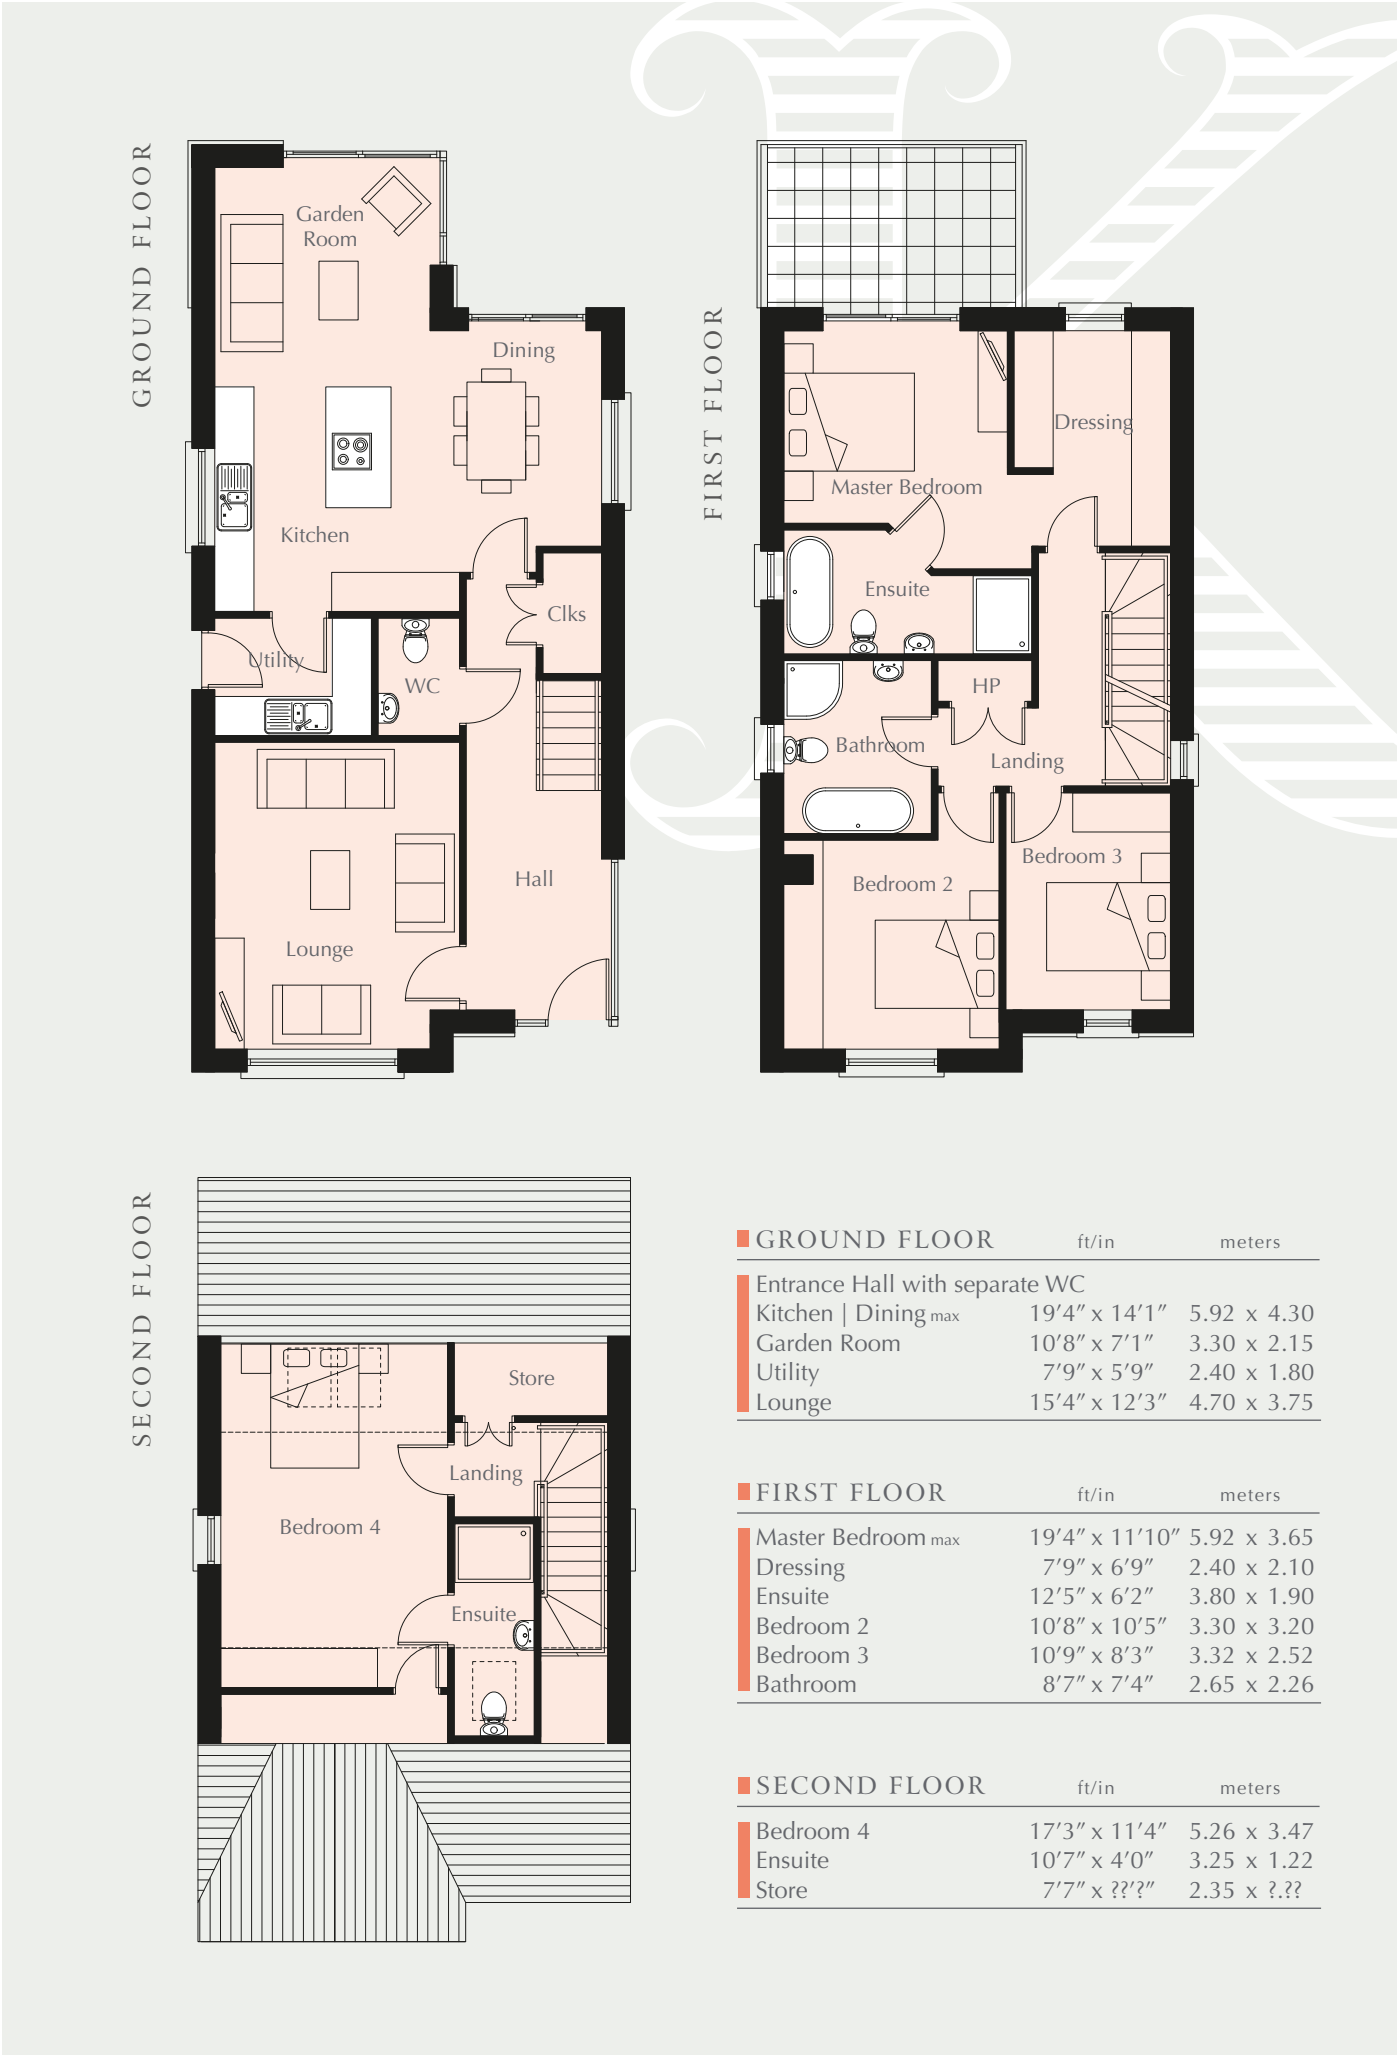 GROUND FLOOR
Garden
Room
Dining
Kitchen
Clks
Utility
WC
Hall
Lounge
FIRST FLOOR
Dressing
Master Bedroom
Ensuite
HP
Bathroom
Landing
Bedroom 3
Bedroom 2
SECOND FLOOR
Store
Landing
Bedroom 4
Ensuite
GROUND FLOOR ft/in meters
Entrance Hall with separate WC
Kitchen | Dining max 19′4″ x 14′1″ 5.92 x 4.30
Garden Room 10′8″ x 7′1″ 3.30 x 2.15
Utility 7′9″ x 5′9″ 2.40 x 1.80
Lounge 15′4″ x 12′3″ 4.70 x 3.75
FIRST FLOOR ft/in meters
Master Bedroom max 19′4″ x 11′10″ 5.92 x 3.65
Dressing 7′9″ x 6′9″ 2.40 x 2.10
Ensuite 12′5″ x 6′2″ 3.80 x 1.90
Bedroom 2 10′8″ x 10′5″ 3.30 x 3.20
Bedroom 3 10′9″ x 8′3″ 3.32 x 2.52
Bathroom 8′7″ x 7′4″ 2.65 x 2.26
SECOND FLOOR ft/in meters
Bedroom 4 17′3″ x 11′4″ 5.26 x 3.47
Ensuite 10′7″ x 4′0″ 3.25 x 1.22
Store 7′7″ x ??′?″ 2.35 x ?.??